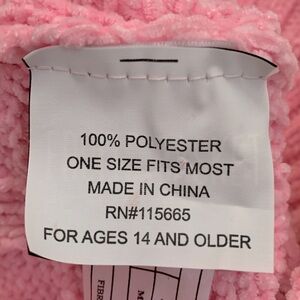 100% POLYESTER
ONE SIZE FITS MOST
MADE IN CHINA
RN#115665
FOR AGES 14 AND OLDER